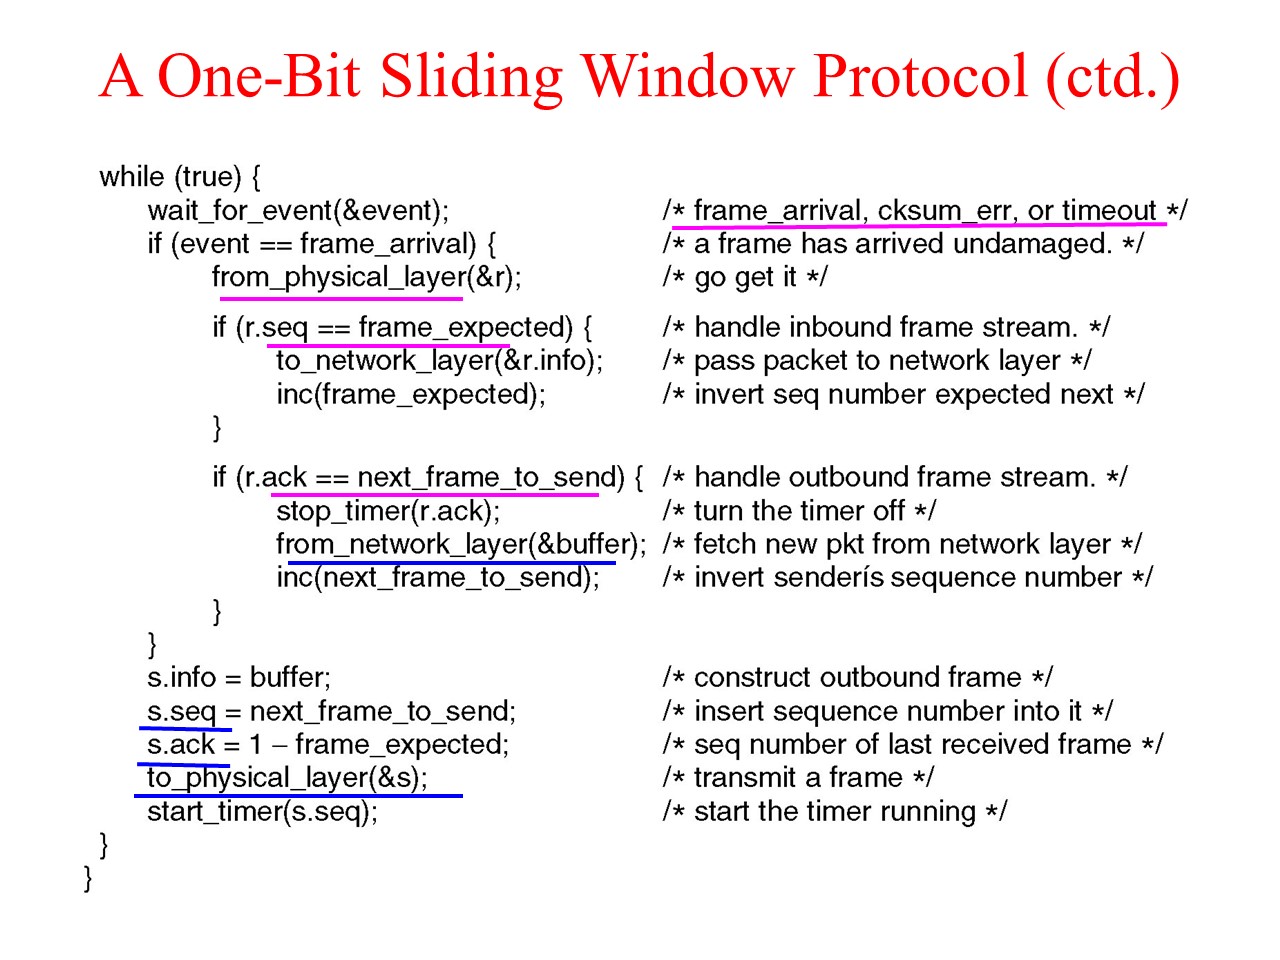 A One-Bit Sliding Window Protocol (ctd.)
while (true) {
wait_for_event(&event); /* frame_arrival, cksum_err, or timeout */
if (event == frame_arrival) { /* a frame has arrived undamaged. */
from_physical_layer(&r); /* go get it */
if (r.seq == frame_expected) { /* handle inbound frame stream. */
to_network_layer(&r.info); /* pass packet to network layer */
inc(frame_expected); /* invert seq number expected next */
}
if (r.ack == next_frame_to_send) { /* handle outbound frame stream. */
stop_timer(r.ack); /* turn the timer off */
from_network_layer(&buffer); /* fetch new pkt from network layer */
inc(next_frame_to_send); /* invert senderís sequence number */
}
}
s.info = buffer; /* construct outbound frame */
s.seq = next_frame_to_send; /* insert sequence number into it */
s.ack = 1 – frame_expected; /* seq number of last received frame */
to_physical_layer(&s); /* transmit a frame */
start_timer(s.seq); /* start the timer running */
}
}